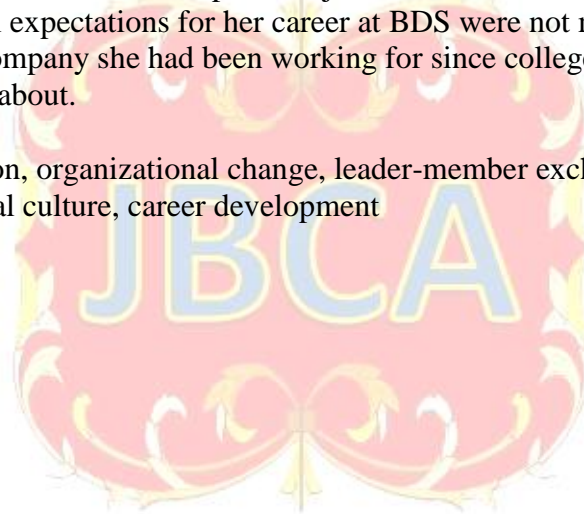 expectations for her career at BDS were not
ompany she had been working for since college
about.
on, organizational change, leader-member exc
al culture, career development
JBCA